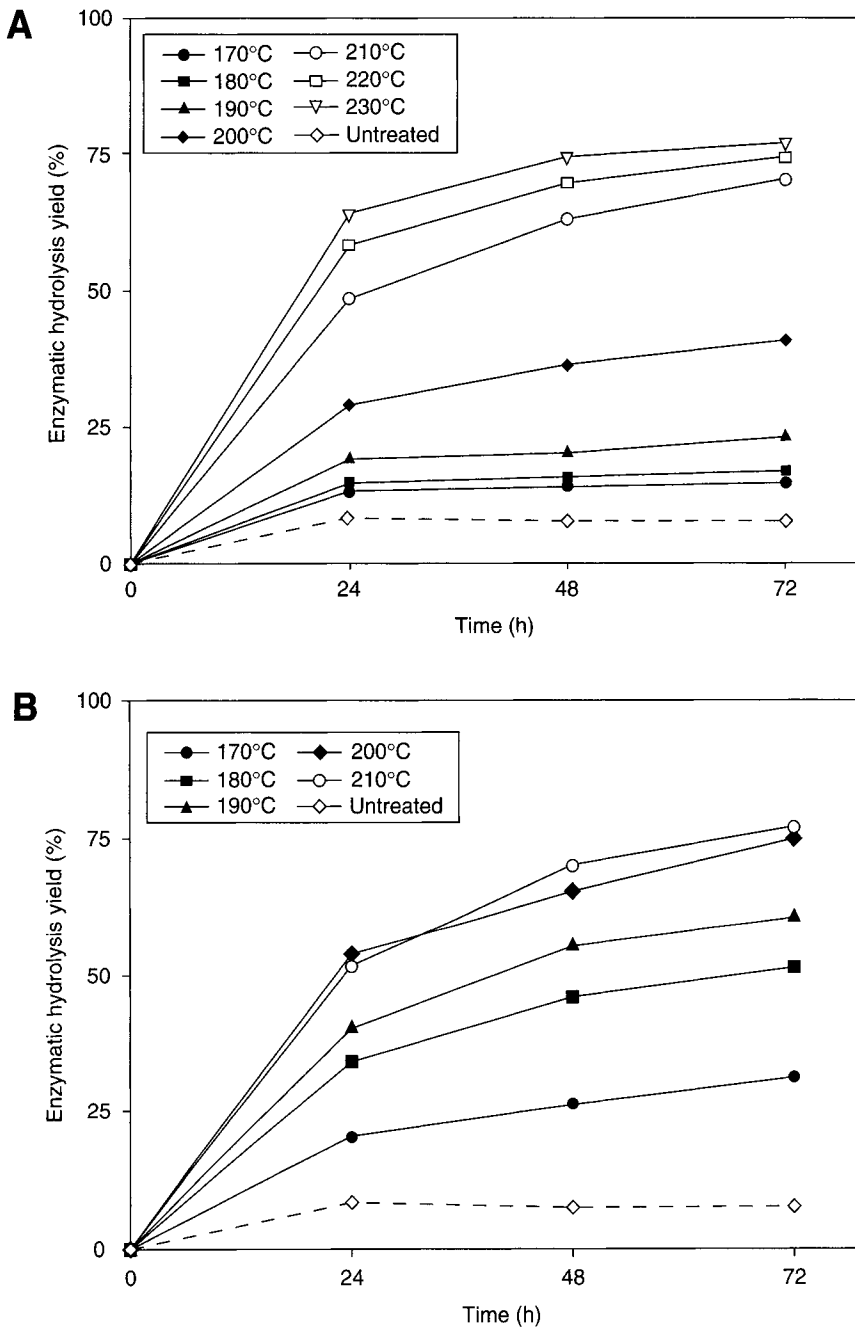 A
100
75
50
25
0
Enzymatic hydrolysis yield (%)
170°C 210°C
180°C 220°C
190°C 230°C
200°C Untreated
0 24 48 72
Time (h)
B
100
75
50
25
0
Enzymatic hydrolysis yield (%)
170°C 200°C
180°C 210°C
190°C Untreated
0 24 48 72
Time (h)